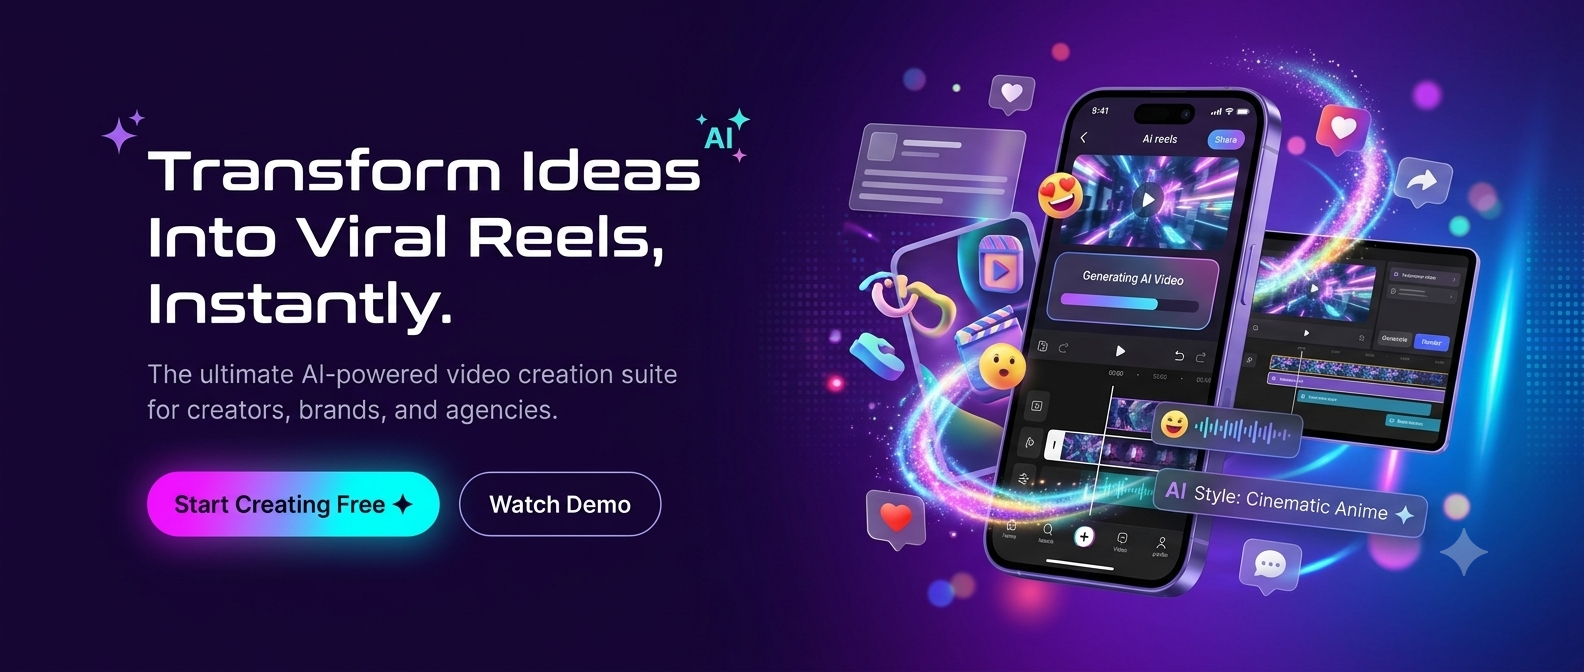 AI
Transform Ideas
Into Viral Reels,
Instantly.
The ultimate AI-powered video creation suite
for creators, brands, and agencies.
Start Creating Free
Watch Demo
9:41
Ai reels
Share
Generating AI Video
00:00
Style: Cinematic Anime
AI
Generate
Video